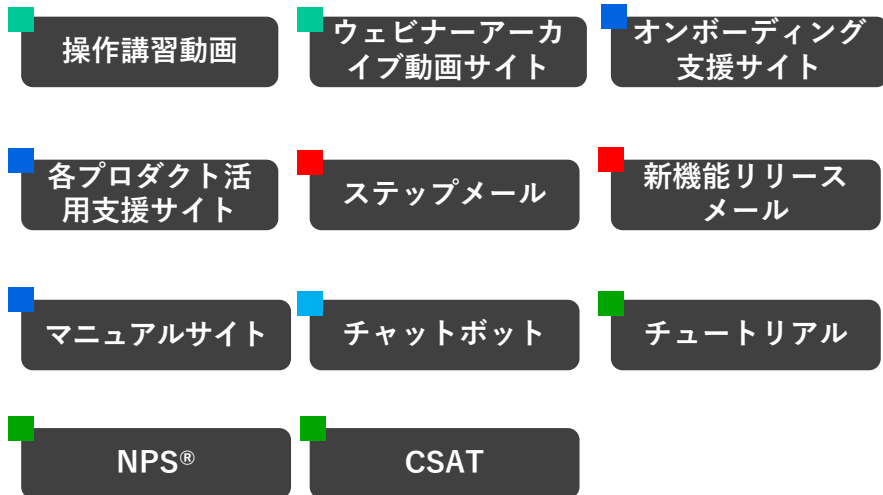 操作講習動画
ウェビナーアーカ
イブ動画サイト
オンボーディング
支援サイト
各プロダクト活
用支援サイト
ステップメール
新機能リリース
メール
マニュアルサイト
チャットボット
チュートリアル
NPS®
CSAT